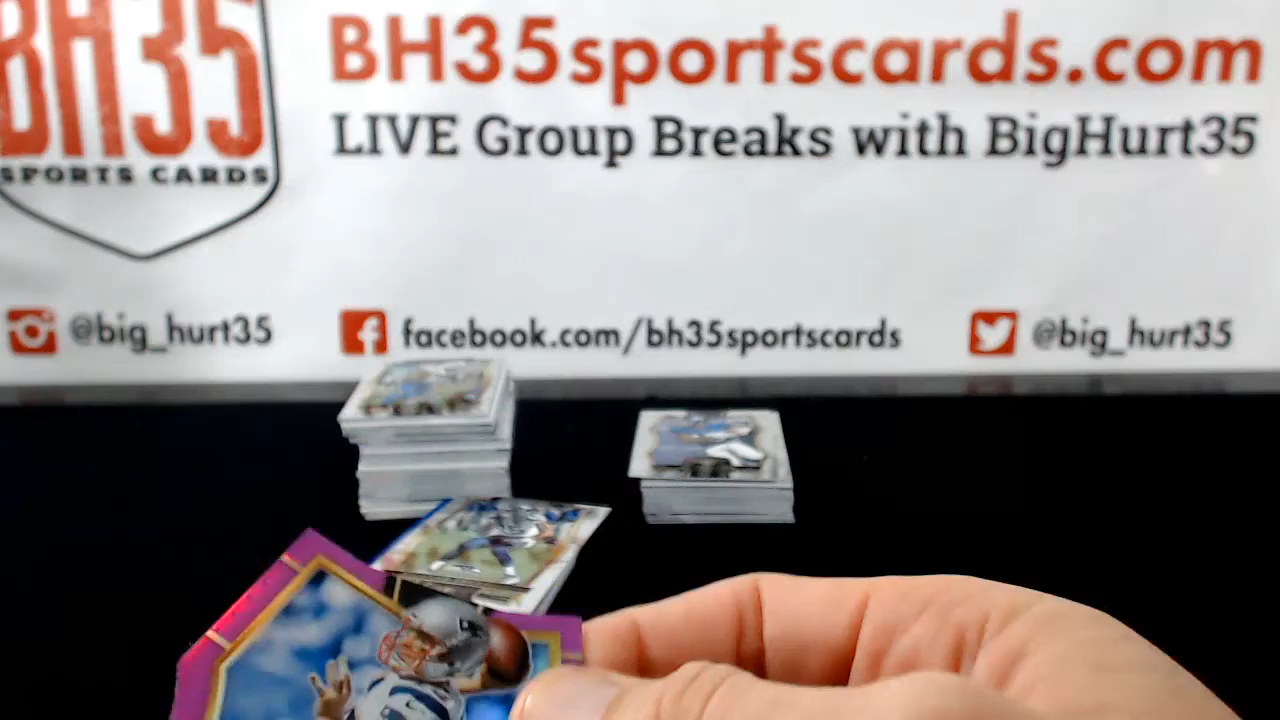 BH35
SPORTS CARDS
BH35sportscards.com
LIVE Group Breaks with BigHurt35
@big_hurt35
facebook.com/bh35sportscards
@big_hurt35